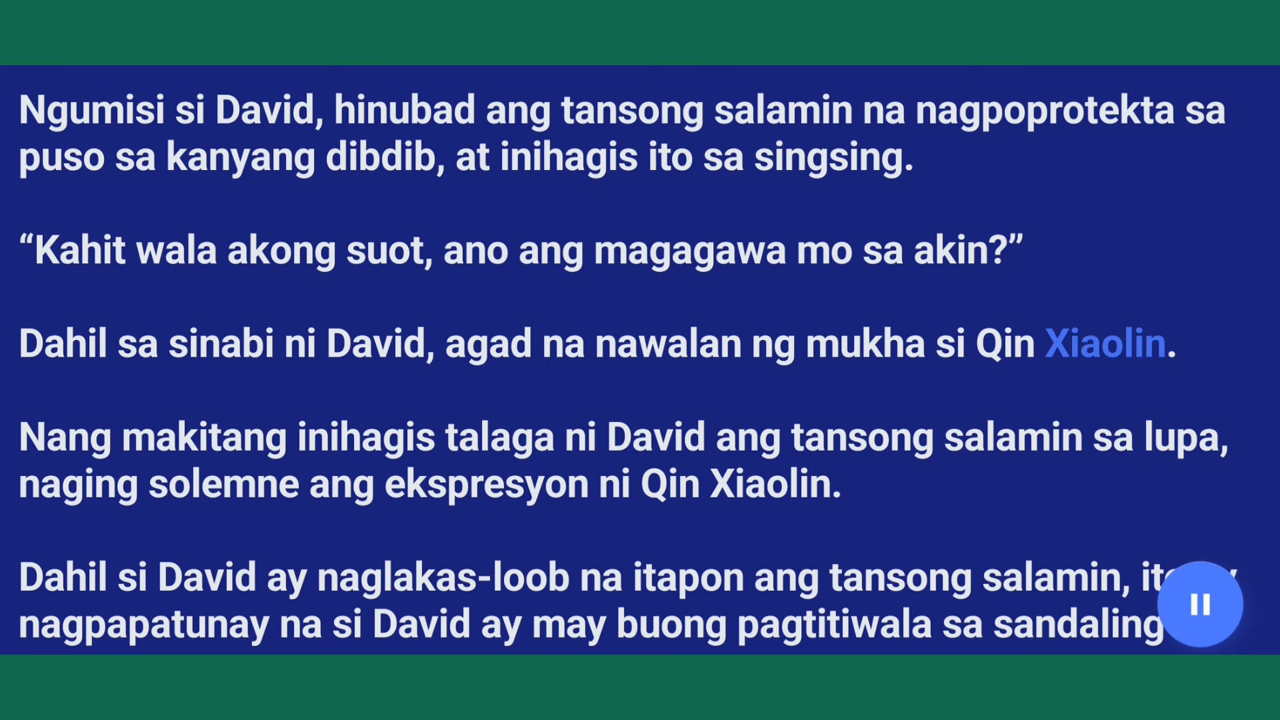 Ngumisi si David, hinubad ang tansong salamin na nagpoprotekta sa
puso sa kanyang dibdib, at inihagis ito sa singsing.
“Kahit wala akong suot, ano ang magagawa mo sa akin?”
Dahil sa sinabi ni David, agad na nawalan ng mukha si Qin Xiaolin.
Nang makitang inihagis talaga ni David ang tansong salamin sa lupa,
naging solemne ang ekspresyon ni Qin Xiaolin.
Dahil si David ay naglakas-loob na itapon ang tansong salamin,
nagpapatunay na si David ay may buong pagtitiwala sa sandaling